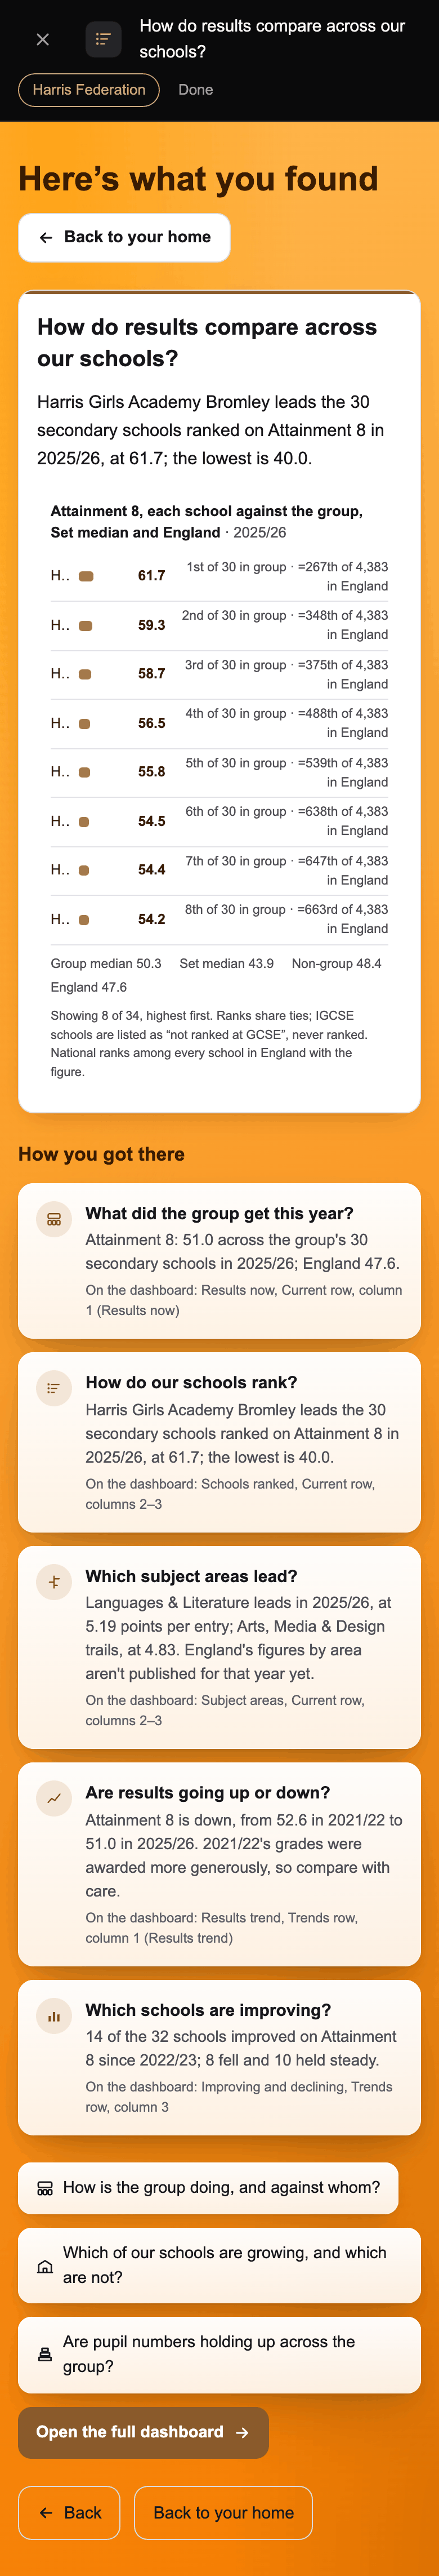 How do results compare across our
schools?
Harris Federation
Done
Here's what you found
← Back to your home
How do results compare across
our schools?
Harris Girls Academy Bromley leads the 30
secondary schools ranked on Attainment 8 in
2025/26, at 61.7; the lowest is 40.0.
Attainment 8, each school against the group,
Set median and England · 2025/26
H.. 61.7 1st of 30 in group · =267th of 4,383
in England
H.. 59.3 2nd of 30 in group · =348th of 4,383
in England
H.. 58.7 3rd of 30 in group · =375th of 4,383
in England
H.. 56.5 4th of 30 in group · =488th of 4,383
in England
H.. 55.8 5th of 30 in group · =539th of 4,383
in England
H.. 54.5 6th of 30 in group · =638th of 4,383
in England
H.. 54.4 7th of 30 in group · =647th of 4,383
in England
H.. 54.2 8th of 30 in group · =663rd of 4,383
in England
Group median 50.3 Set median 43.9 Non-group 48.4
England 47.6
Showing 8 of 34, highest first. Ranks share ties; IGCSE
schools are listed as “not ranked at GCSE”, never ranked.
National ranks among every school in England with the
figure.
How you got there
What did the group get this year?
Attainment 8: 51.0 across the group's 30
secondary schools in 2025/26; England 47.6.
On the dashboard: Results now, Current row, column
1 (Results now)
How do our schools rank?
Harris Girls Academy Bromley leads the 30
secondary schools ranked on Attainment 8 in
2025/26, at 61.7; the lowest is 40.0.
On the dashboard: Schools ranked, Current row,
columns 2–3
Which subject areas lead?
Languages & Literature leads in 2025/26, at
5.19 points per entry; Arts, Media & Design
trails, at 4.83. England's figures by area
aren't published for that year yet.
On the dashboard: Subject areas, Current row,
columns 2–3
Are results going up or down?
Attainment 8 is down, from 52.6 in 2021/22 to
51.0 in 2025/26. 2021/22's grades were
awarded more generously, so compare with
care.
On the dashboard: Results trend, Trends row,
column 1 (Results trend)
Which schools are improving?
14 of the 32 schools improved on Attainment
8 since 2022/23; 8 fell and 10 held steady.
On the dashboard: Improving and declining, Trends
row, column 3
How is the group doing, and against whom?
Which of our schools are growing, and which
are not?
Are pupil numbers holding up across the
group?
Open the full dashboard →
← Back
Back to your home